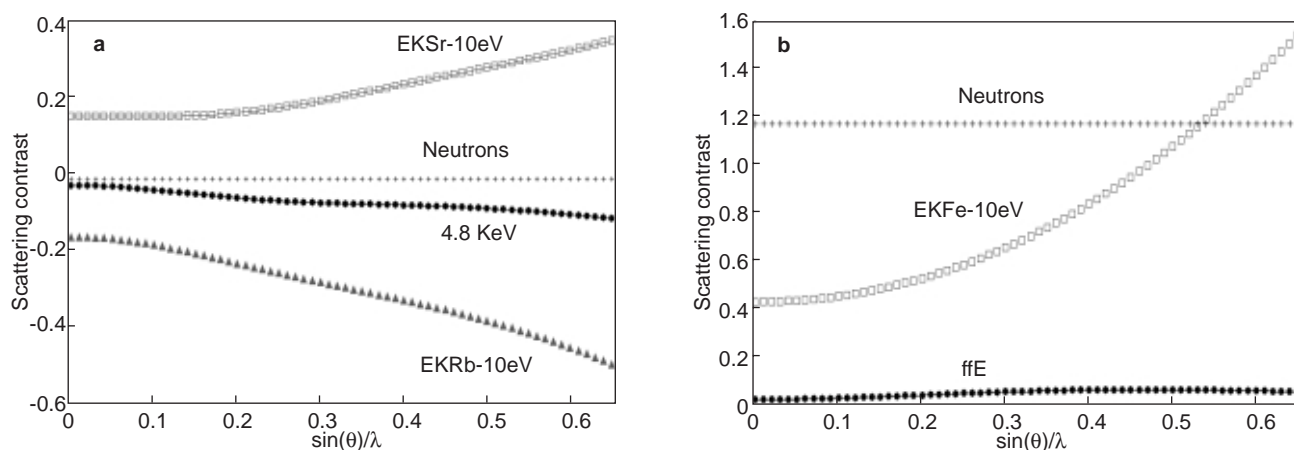 a
Scattering contrast
0.4
0.2
0
-0.2
-0.4
-0.6
EKSr-10eV
Neutrons
4.8 KeV
EKRb-10eV
0
0.1
0.2
0.3
0.4
0.5
0.6
sin(θ)/λ
b
Scattering contrast
1.6
1.4
1.2
1.0
0.8
0.6
0.4
0.2
0
Neutrons
EKFe-10eV
ffE
0
0.1
0.2
0.3
0.4
0.5
0.6
sin(θ)/λ